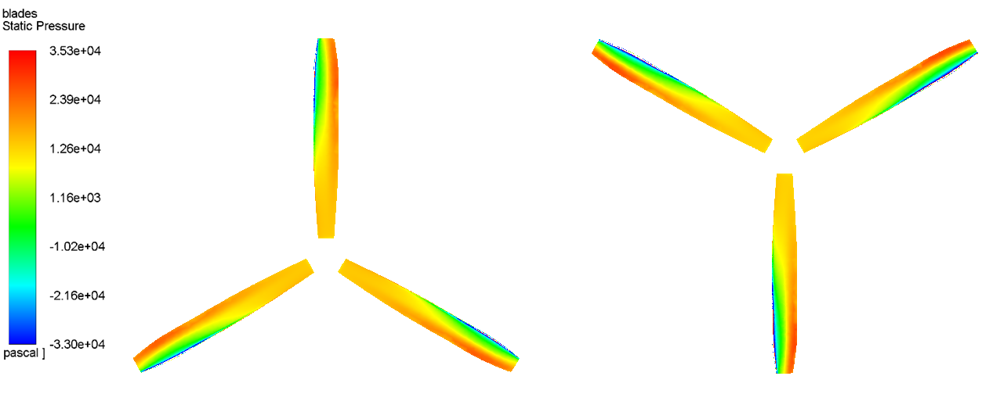 blades
Static Pressure
3.53e+04
2.39e+04
1.26e+04
1.16e+03
-1.02e+04
-2.16e+04
-3.30e+04
pascal ]